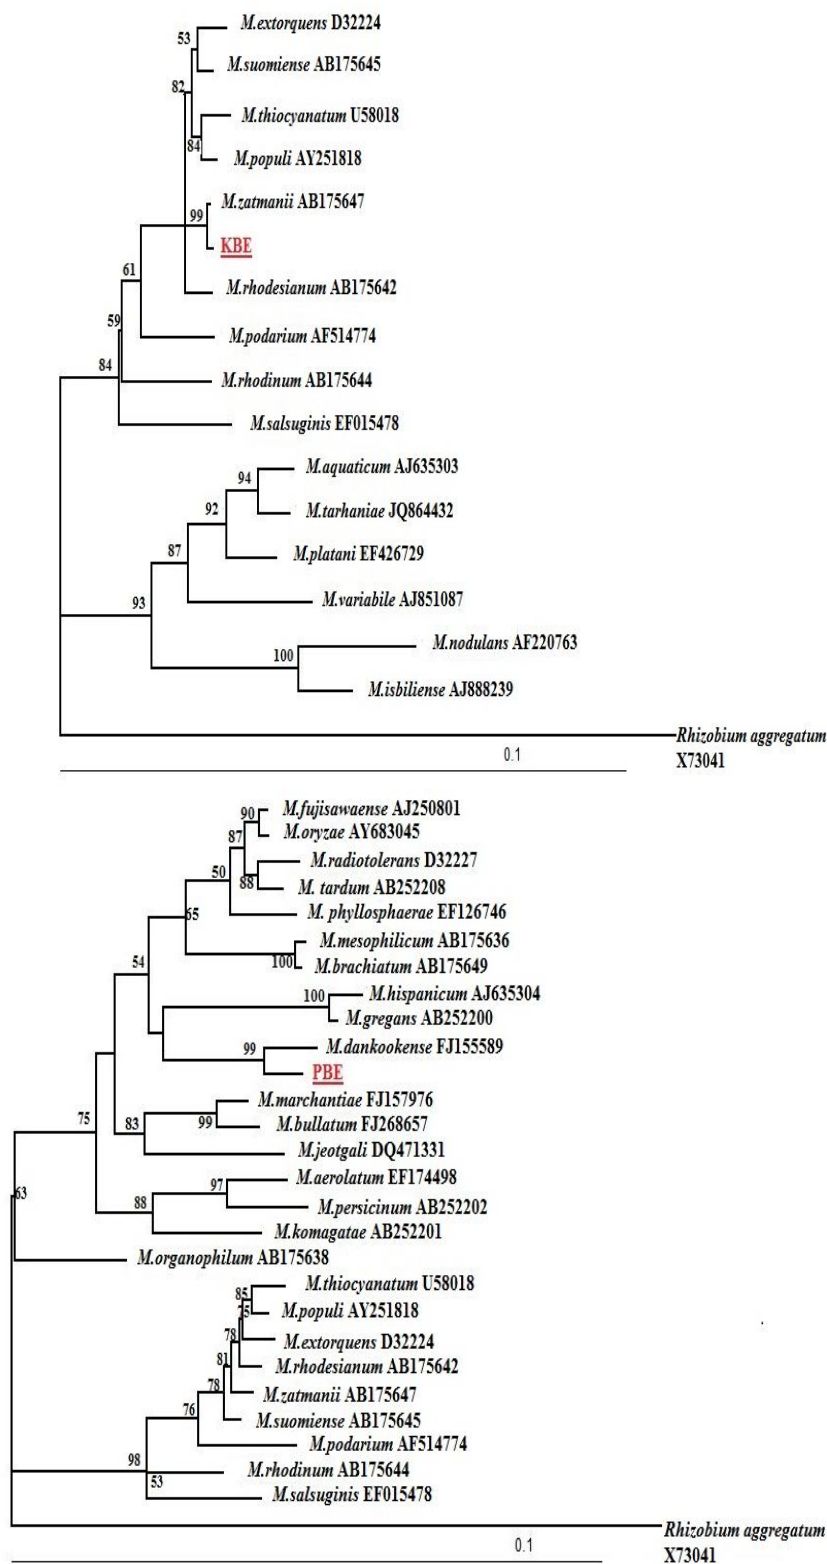 M.extorquens D32224
53
M.suomiense AB175645
82
M.thiocyanatum U58018
84
M.populi AY251818
M.zatmanii AB175647
99
KBE
61
M.rhodesianum AB175642
59
M.podarium AF514774
84
M.rhodinum AB175644
M.salsuginis EF015478
M.aquaticum AJ635303
94
M.tarhaniae JQ864432
92
M.platani EF426729
87
M.variabile AJ851087
93
M.nodulans AF220763
100
M.isbiliense AJ888239
Rhizobium aggregatum
X73041
0.1
M.fujisawaense AJ250801
90
M.oryzae AY683045
87
M.radiotolerans D32227
50
88
M. tardum AB252208
65
M. phyllosphaerae EF126746
M.mesophilicum AB175636
100
M.brachiatum AB175649
54
M.hispanicum AJ635304
100
M.gregans AB252200
M.dankookense FJ155589
99
PBE
M.marchantiae FJ157976
75
83
99
M.bullatum FJ268657
M.jeotgali DQ471331
M.aerolatum EF174498
97
63
88
M.persicinum AB252202
M.komagatae AB252201
M.organophilum AB175638
M.thiocyanatum U58018
85
75
M.populi AY251818
78
M.extorquens D32224
81
M.rhodesianum AB175642
78
M.zatmanii AB175647
76
M.suomiense AB175645
M.podarium AF514774
98
M.rhodinum AB175644
53
M.salsuginis EF015478
Rhizobium aggregatum
X73041
0.1